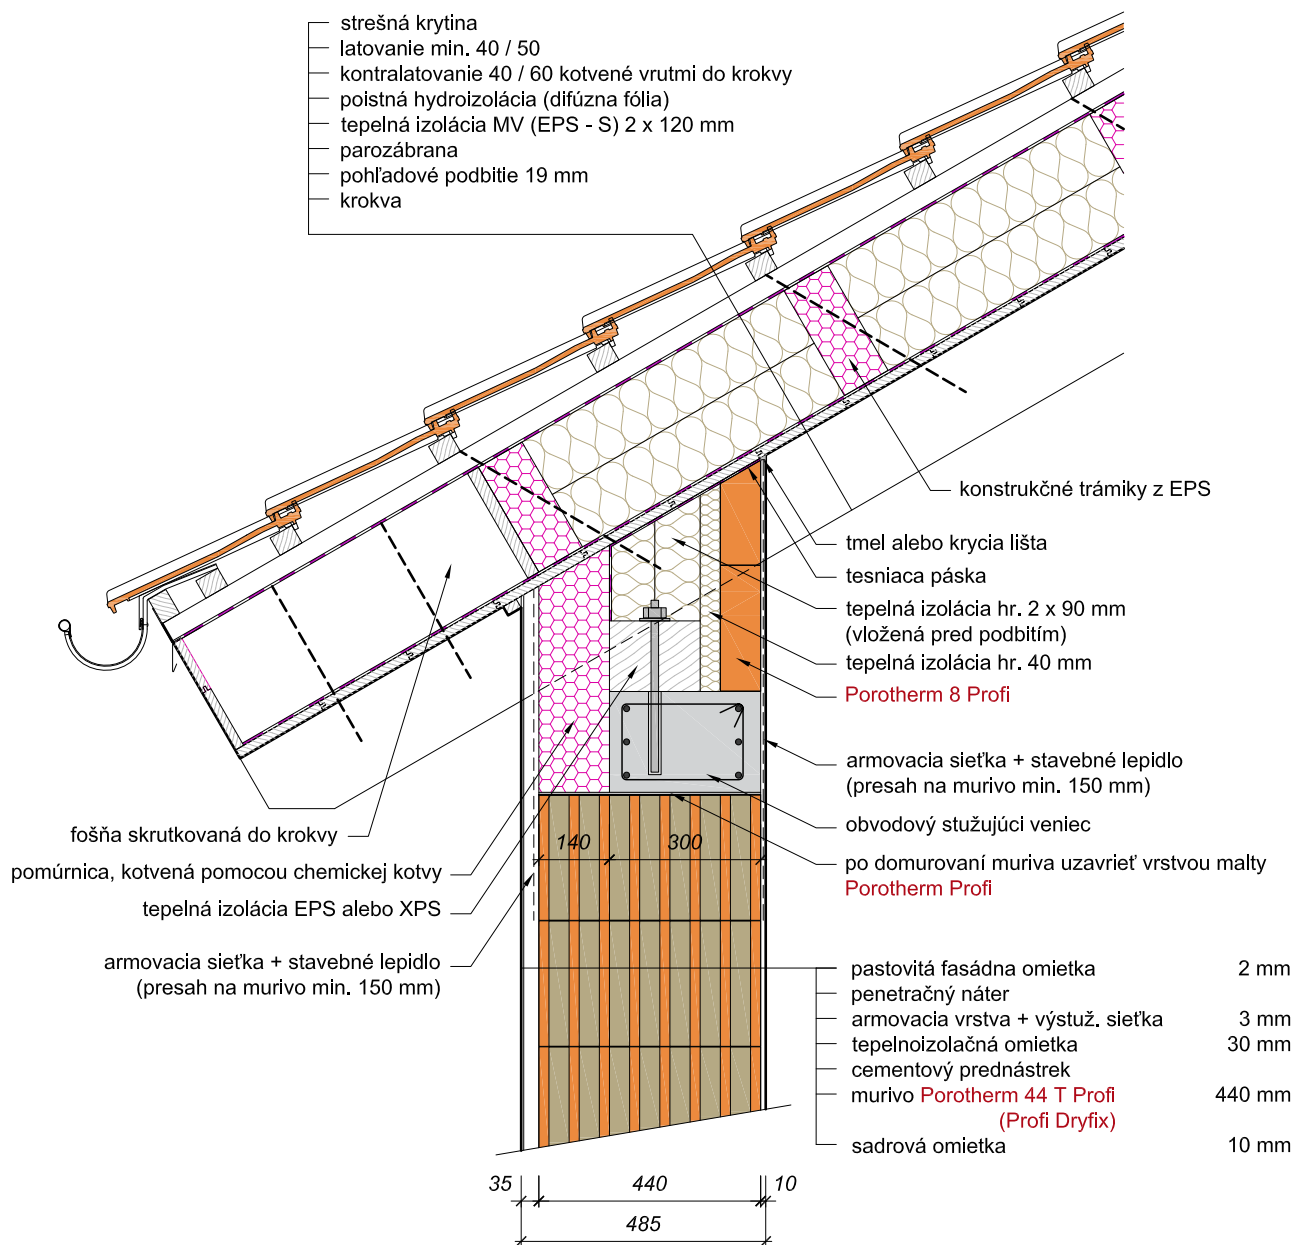 strešná krytina
latovanie min. 40 / 50
kontralatovanie 40 / 60 kotvené vrutmi do krokvy
poistná hydroizolácia (difúzna fólia)
tepelná izolácia MV (EPS - S) 2 x 120 mm
parozábrana
pohľadové podbitie 19 mm
krokva
konstrukčné trámiky z EPS
tmel alebo krycia lišta
tesniaca páska
tepelná izolácia hr. 2 x 90 mm
(vložená pred podbitím)
tepelná izolácia hr. 40 mm
Porotherm 8 Profi
armovacia sieťka + stavebné lepidlo
(presah na murivo min. 150 mm)
obvodový stužujúci veniec
po domurovaní muriva uzavrieť vrstvou malty
Porotherm Profi
fošňa skrutkovaná do krokvy
pomúrnica, kotvená pomocou chemickej kotvy
tepelná izolácia EPS alebo XPS
armovacia sieťka + stavebné lepidlo
(presah na murivo min. 150 mm)
140 300
pastovitá fasádna omietka 2 mm
penetračný náter
armovacia vrstva + výstuž. sieťka 3 mm
tepelnoizolačná omietka 30 mm
cementový prednástrek
murivo Porotherm 44 T Profi 440 mm
(Profi Dryfix)
sadrová omietka 10 mm
35 440 10
485